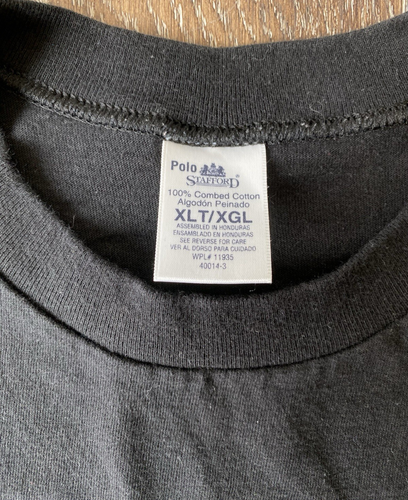 Polo
STAFFORD®
100% Combed Cotton
Algodón Peinado
XLT/XGL
ASSEMBLED IN HONDURAS
ENSAMBLADO EN HONDURAS
SEE REVERSE FOR CARE
VER AL DORSO PARA CUIDADO
WPL# 11935
40014-3